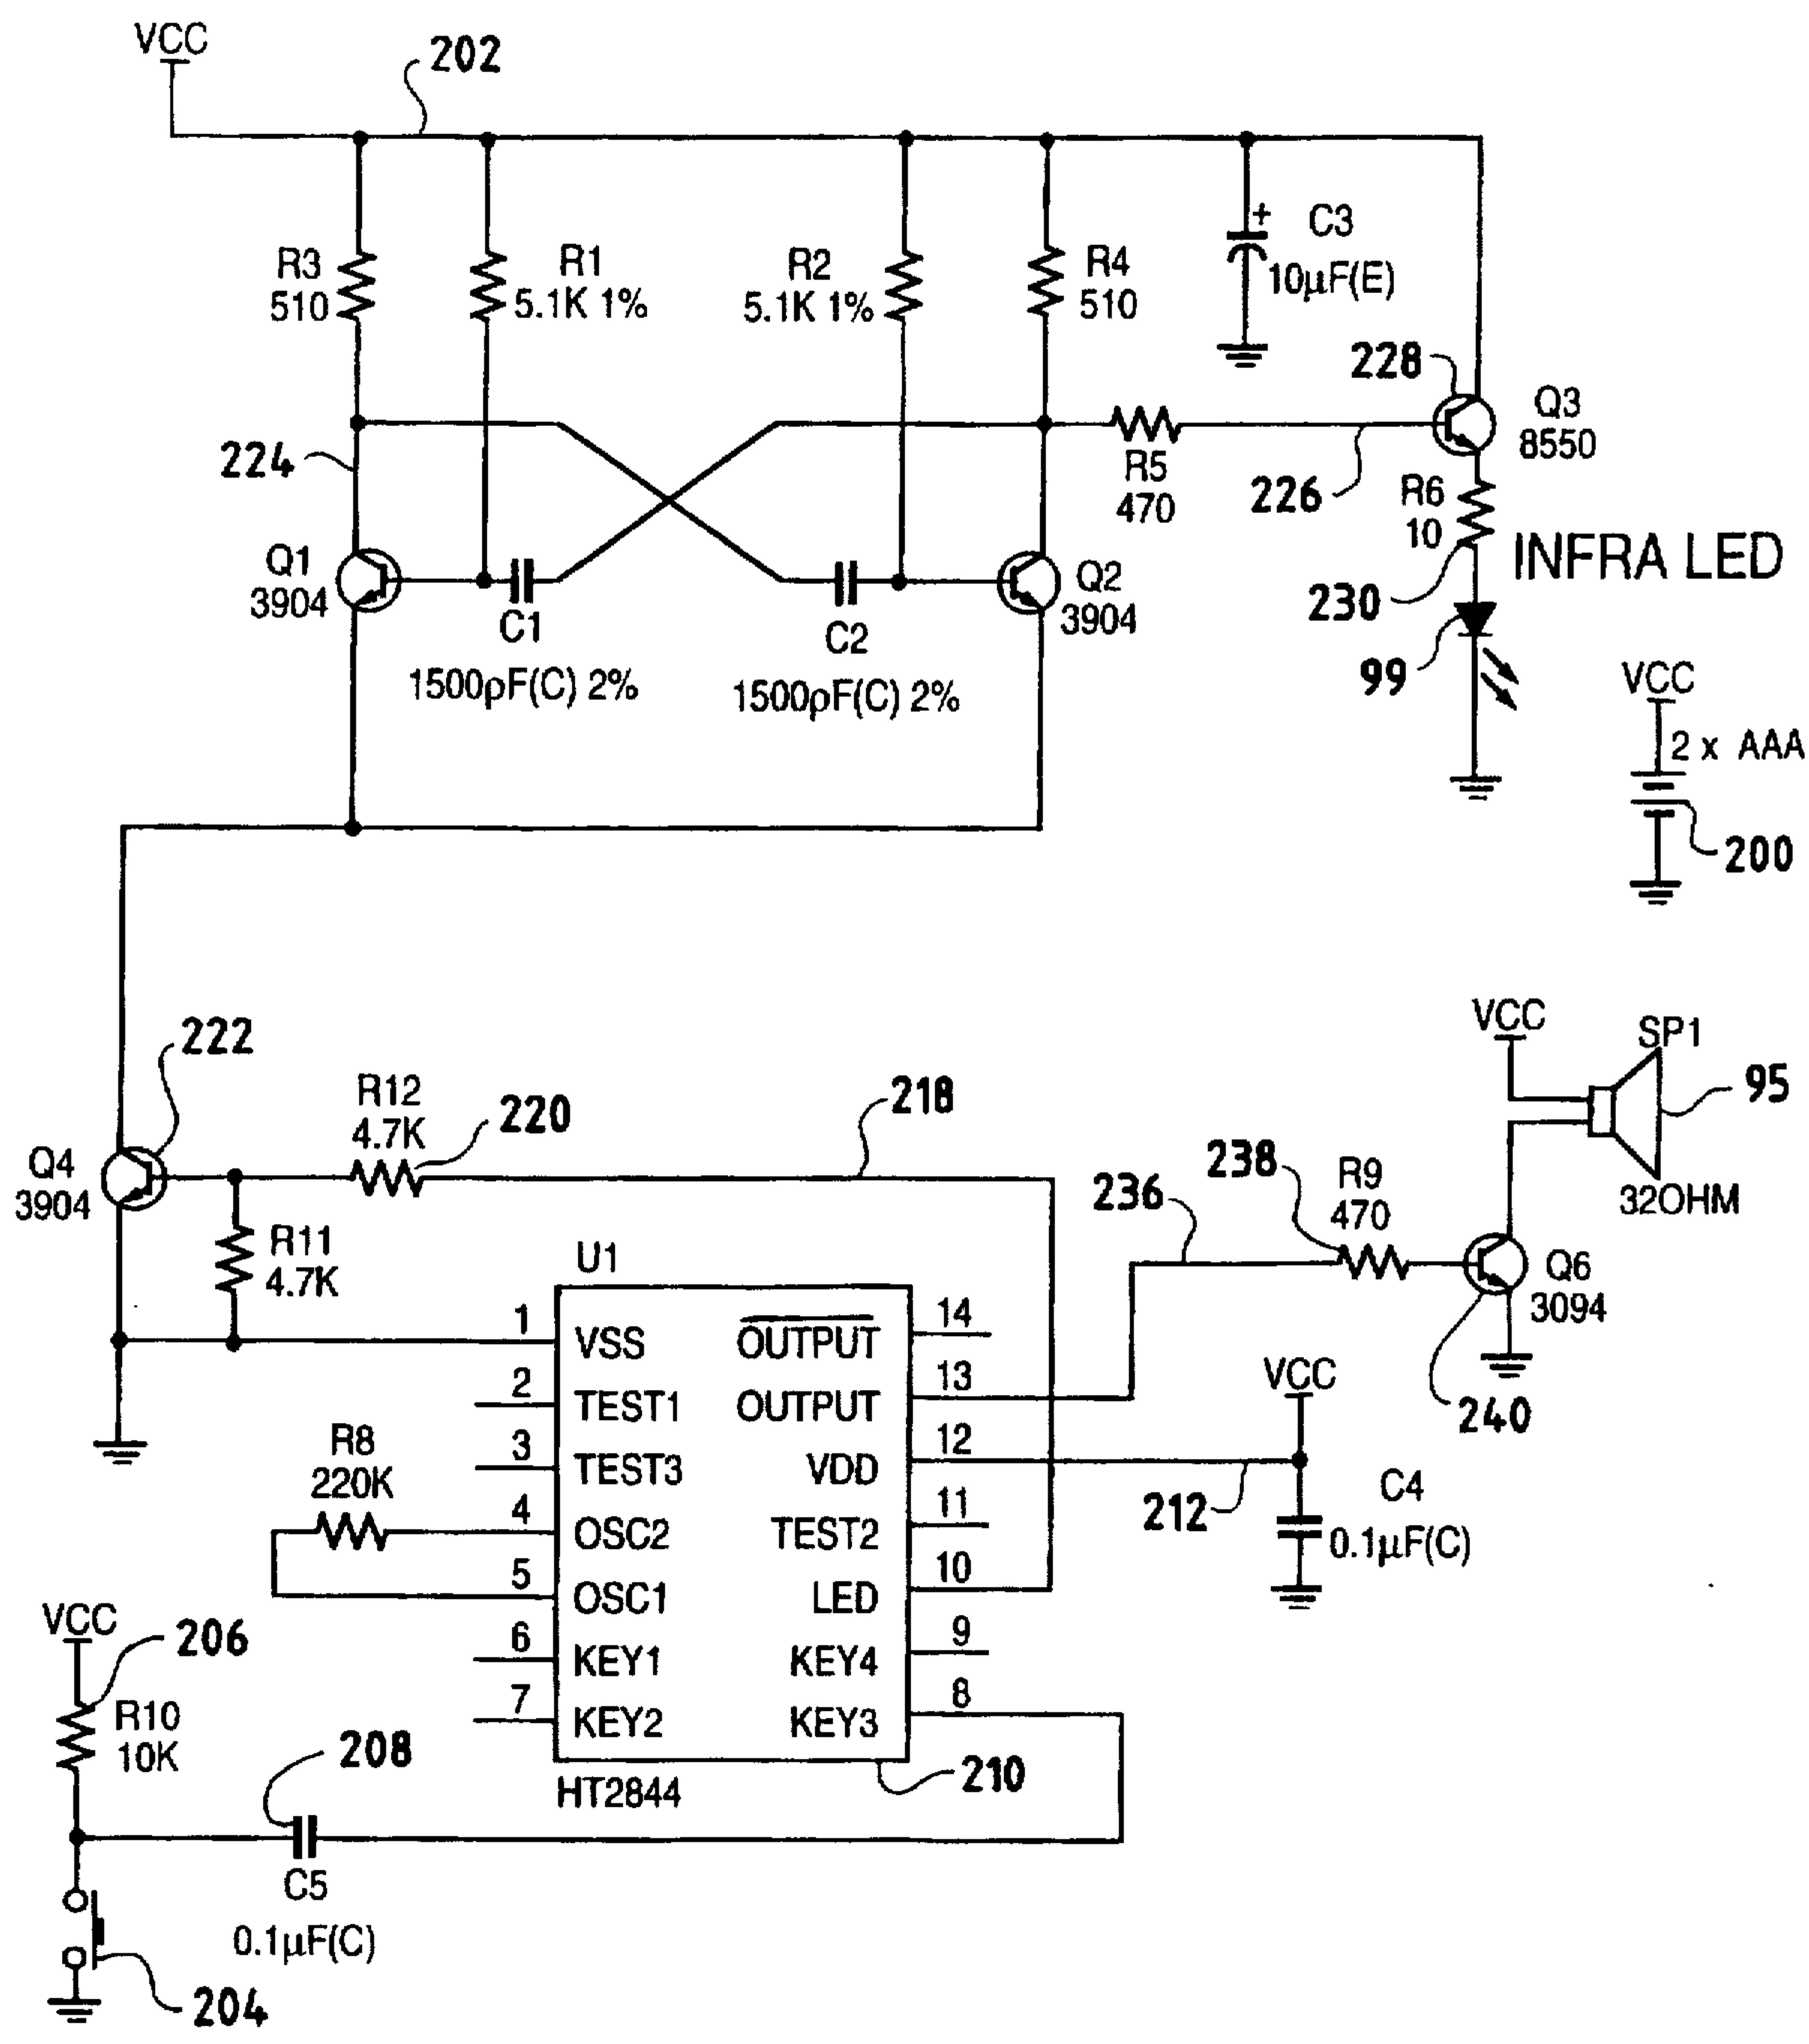 VCC
202
R3
510
R1
5.1K 1%
R2
5.1K 1%
R4
510
+
C3
10µF(E)
228
Q3
8550
224
R5
470
226
R6
10
INFRA LED
Q1
3904
C1
1500pF(C) 2%
C2
1500pF(C) 2%
Q2
3904
230
99
VCC
2 x AAA
200
222
R12
4.7K
220
218
Q4
3904
R11
4.7K
VCC
SP1
95
32OHM
236
238
R9
470
Q6
3094
240
U1
1
VSS
2
TEST1
3
TEST3
4
OSC2
5
OSC1
6
KEY1
7
KEY2
OUTPUT
14
OUTPUT
13
VDD
12
TEST2
11
LED
10
KEY4
9
KEY3
8
HT2844
210
R8
220K
VCC
212
C4
0.1µF(C)
VCC
206
R10
10K
208
C5
0.1µF(C)
204